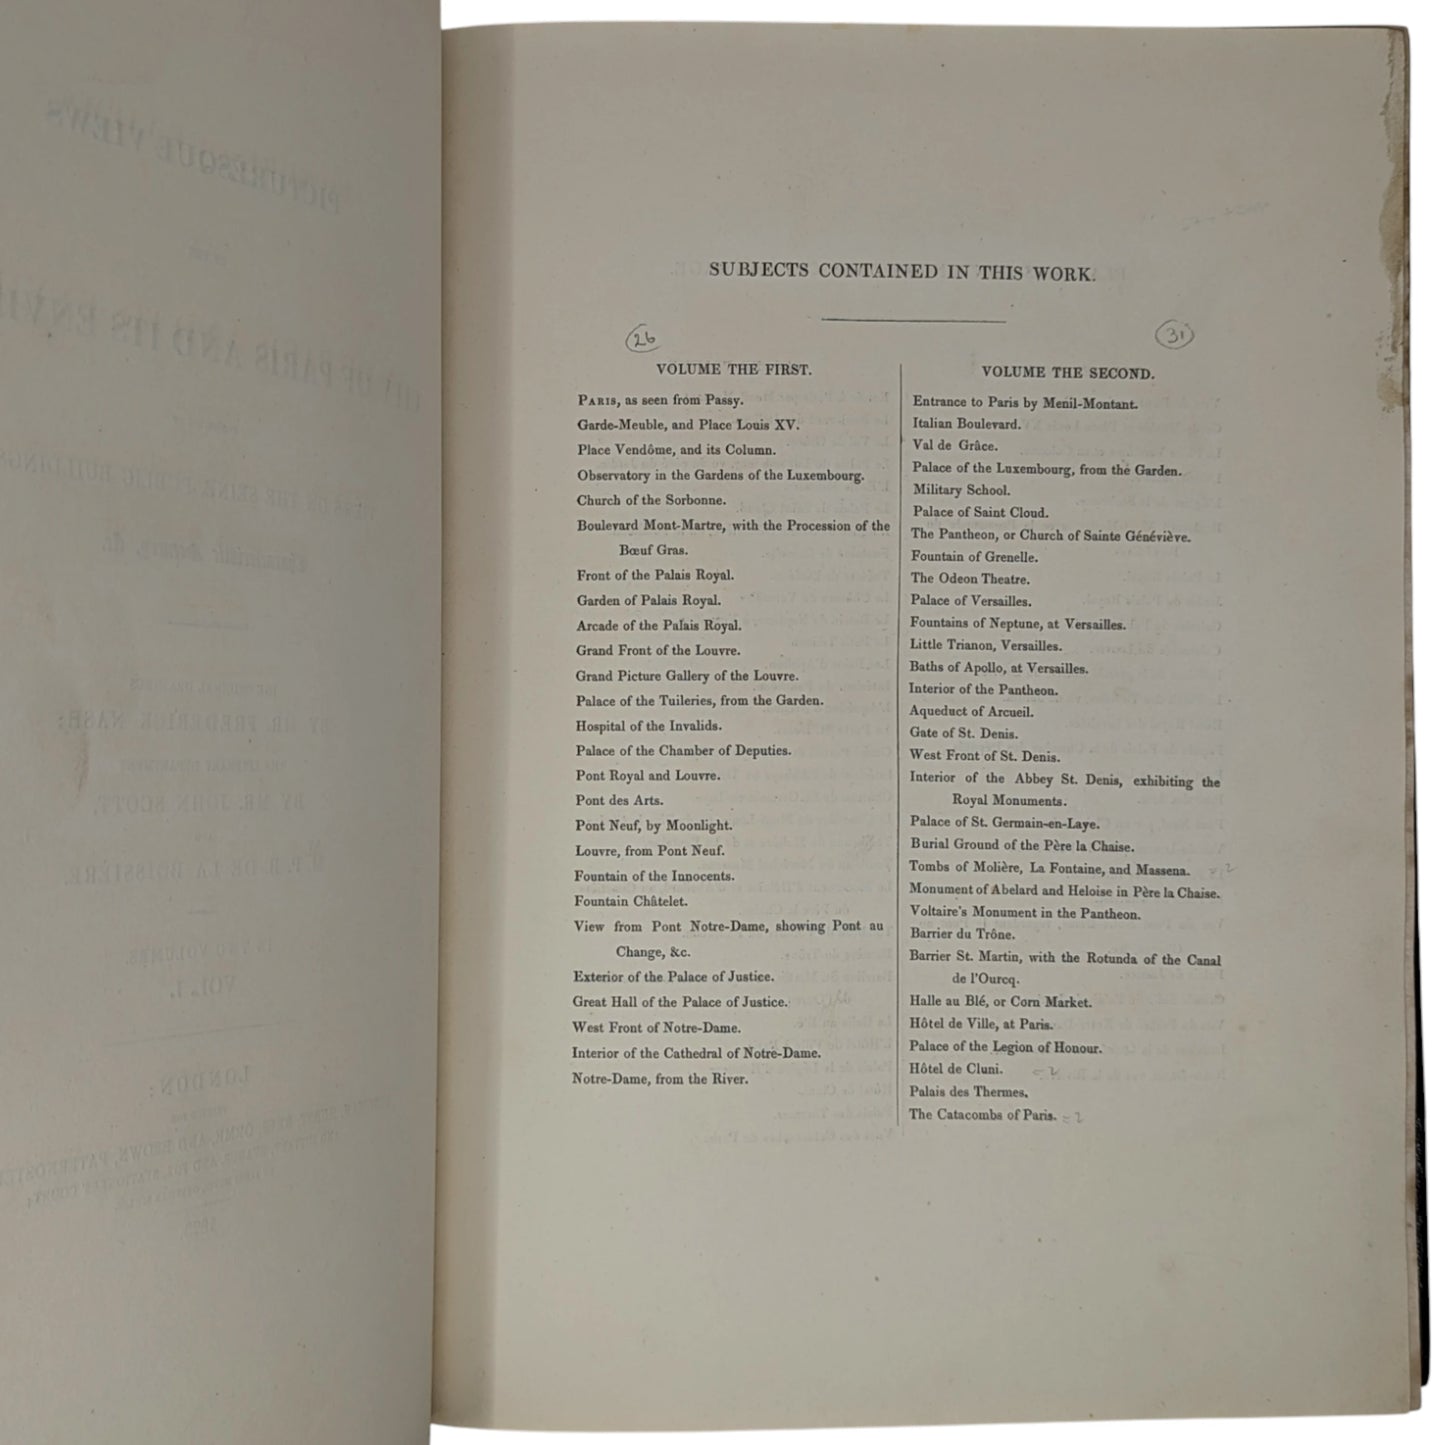 SUBJECTS CONTAINED IN THIS WORK.
26
VOLUME THE FIRST.
PARIS, as seen from Passy.
Garde-Meuble, and Place Louis XV.
Place Vendôme, and its Column.
Observatory in the Gardens of the Luxembourg.
Church of the Sorbonne.
Boulevard Mont-Martre, with the Procession of the
Bœuf Gras.
Front of the Palais Royal.
Garden of Palais Royal.
Arcade of the Palais Royal.
Grand Front of the Louvre.
Grand Picture Gallery of the Louvre.
Palace of the Tuileries, from the Garden.
Hospital of the Invalids.
Palace of the Chamber of Deputies.
Pont Royal and Louvre.
Pont des Arts.
Pont Neuf, by Moonlight.
Louvre, from Pont Neuf.
Fountain of the Innocents.
Fountain Châtelet.
View from Pont Notre-Dame, showing Pont au
Change, &c.
Exterior of the Palace of Justice.
Great Hall of the Palace of Justice.
West Front of Notre-Dame.
Interior of the Cathedral of Notre-Dame.
Notre-Dame, from the River.
31
VOLUME THE SECOND.
Entrance to Paris by Menil-Montant.
Italian Boulevard.
Val de Grâce.
Palace of the Luxembourg, from the Garden.
Military School.
Palace of Saint Cloud.
The Pantheon, or Church of Sainte Généviève.
Fountain of Grenelle.
The Odeon Theatre.
Palace of Versailles.
Fountains of Neptune, at Versailles.
Little Trianon, Versailles.
Baths of Apollo, at Versailles.
Interior of the Pantheon.
Aqueduct of Arcueil.
Gate of St. Denis.
West Front of St. Denis.
Interior of the Abbey St. Denis, exhibiting the
Royal Monuments.
Palace of St. Germain-en-Laye.
Burial Ground of the Père la Chaise.
Tombs of Molière, La Fontaine, and Massena. = 2
Monument of Abelard and Heloise in Père la Chaise.
Voltaire's Monument in the Pantheon.
Barrier du Trône.
Barrier St. Martin, with the Rotunda of the Canal
de l'Ourcq.
Halle au Blé, or Corn Market.
Hôtel de Ville, at Paris.
Palace of the Legion of Honour.
Hôtel de Cluni. = 2
Palais des Thermes.
The Catacombs of Paris. = 2